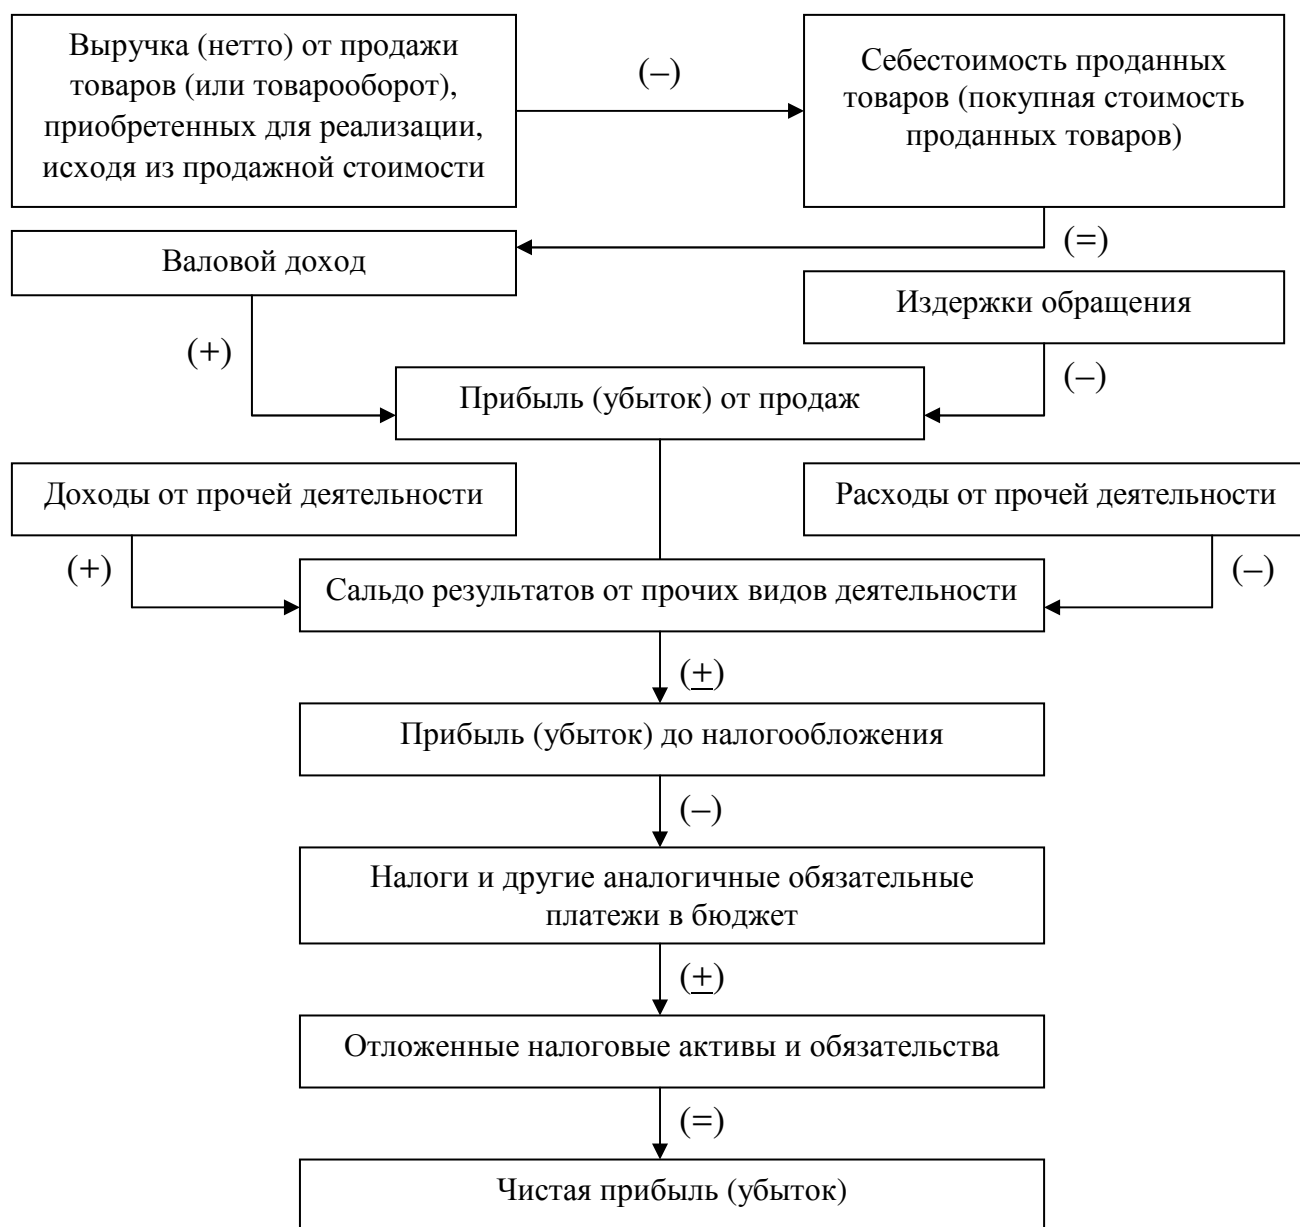 Выручка (нетто) от продажи
товаров (или товарооборот),
приобретенных для реализации,
исходя из продажной стоимости
(–)
Себестоимость проданных
товаров (покупная стоимость
проданных товаров)
(=)
Валовой доход
Издержки обращения
(+)
(–)
Прибыль (убыток) от продаж
Доходы от прочей деятельности
Расходы от прочей деятельности
(+)
(–)
Сальдо результатов от прочих видов деятельности
(±)
Прибыль (убыток) до налогообложения
(–)
Налоги и другие аналогичные обязательные
платежи в бюджет
(±)
Отложенные налоговые активы и обязательства
(=)
Чистая прибыль (убыток)